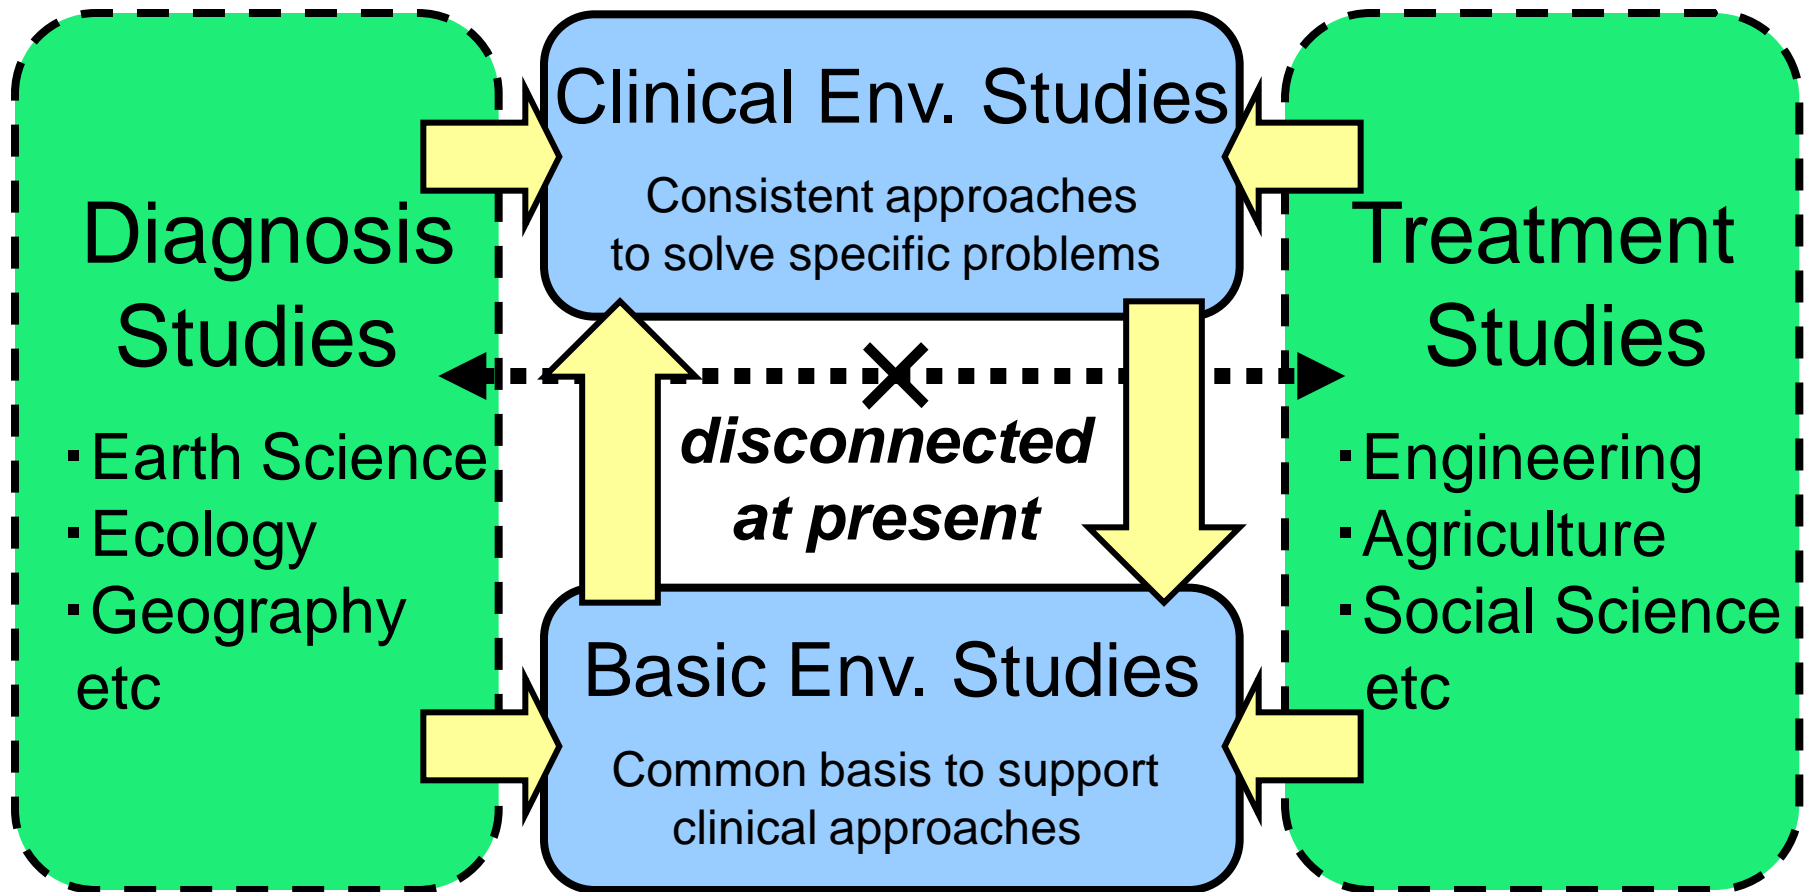 Clinical Env. Studies
Consistent approaches
to solve specific problems
Diagnosis
Studies
▪Earth Science
▪Ecology
▪Geography
etc
disconnected
at present
Treatment
Studies
▪Engineering
▪Agriculture
▪Social Science
etc
Basic Env. Studies
Common basis to support
clinical approaches